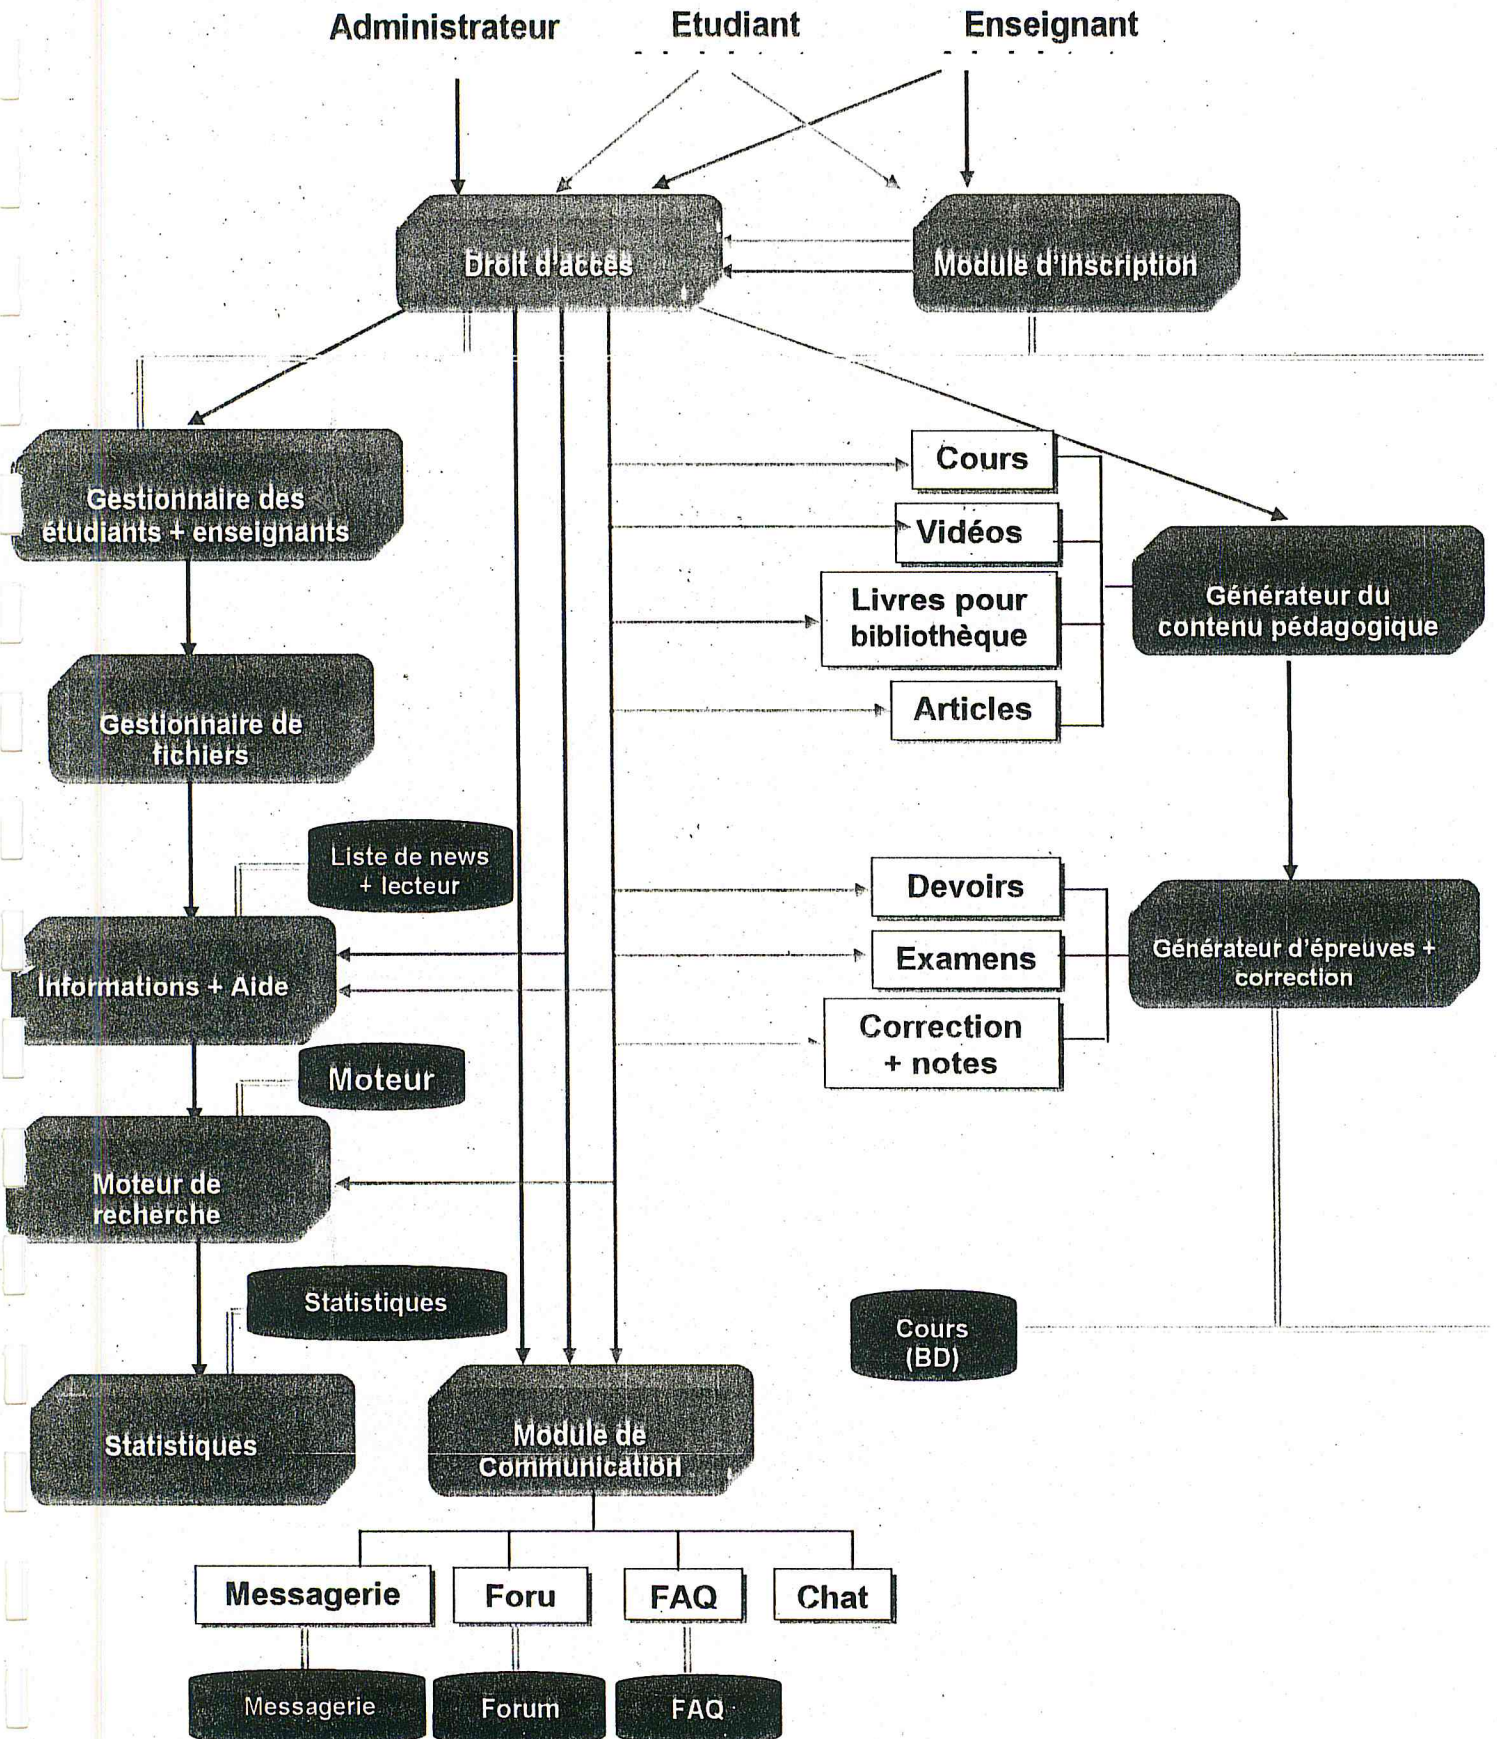 Administrateur
Etudiant
Enseignant
Droit d'accès
Module d'inscription
Gestionnaire des
étudiants + enseignants
Cours
Vidéos
Livres pour
bibliothèque
Articles
Générateur du
contenu pédagogique
Gestionnaire de
fichiers
Liste de news
+ lecteur
Devoirs
Examens
Correction
+ notes
Générateur d'épreuves +
correction
Informations + Aide
Moteur
Moteur de
recherche
Statistiques
Cours
(BD)
Statistiques
Module de
Communication
Messagerie
Foru
FAQ
Chat
Messagerie
Forum
FAQ